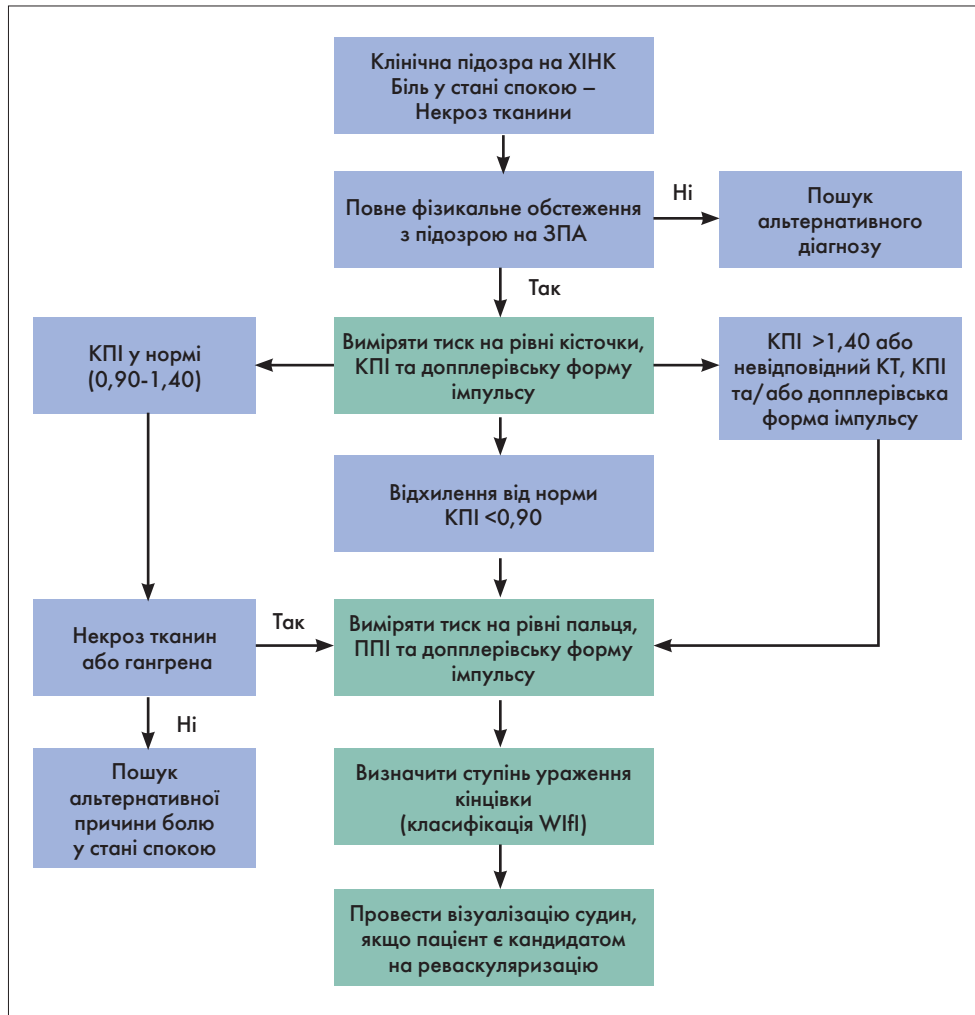 Клінічна підозра на ХІНК
Біль у стані спокою –
Некроз тканини
Повне фізикальне обстеження
з підозрою на ЗПА
Ні
Пошук
альтернативного
діагнозу
Так
КПІ у нормі
(0,90-1,40)
Виміряти тиск на рівні кісточки,
КПІ та допплерівську форму
імпульсу
КПІ >1,40 або
невідповідний КТ, КПІ
та/або допплерівська
форма імпульсу
Відхилення від норми
КПІ <0,90
Некроз тканин
або гангрена
Так
Виміряти тиск на рівні пальця,
ППІ та допплерівську форму
імпульсу
Ні
Пошук
альтернативної
причини болю
у стані спокою
Визначити ступінь ураження
кінцівки
(класифікація WIfI)
Провести візуалізацію судин,
якщо пацієнт є кандидатом
на реваскуляризацію